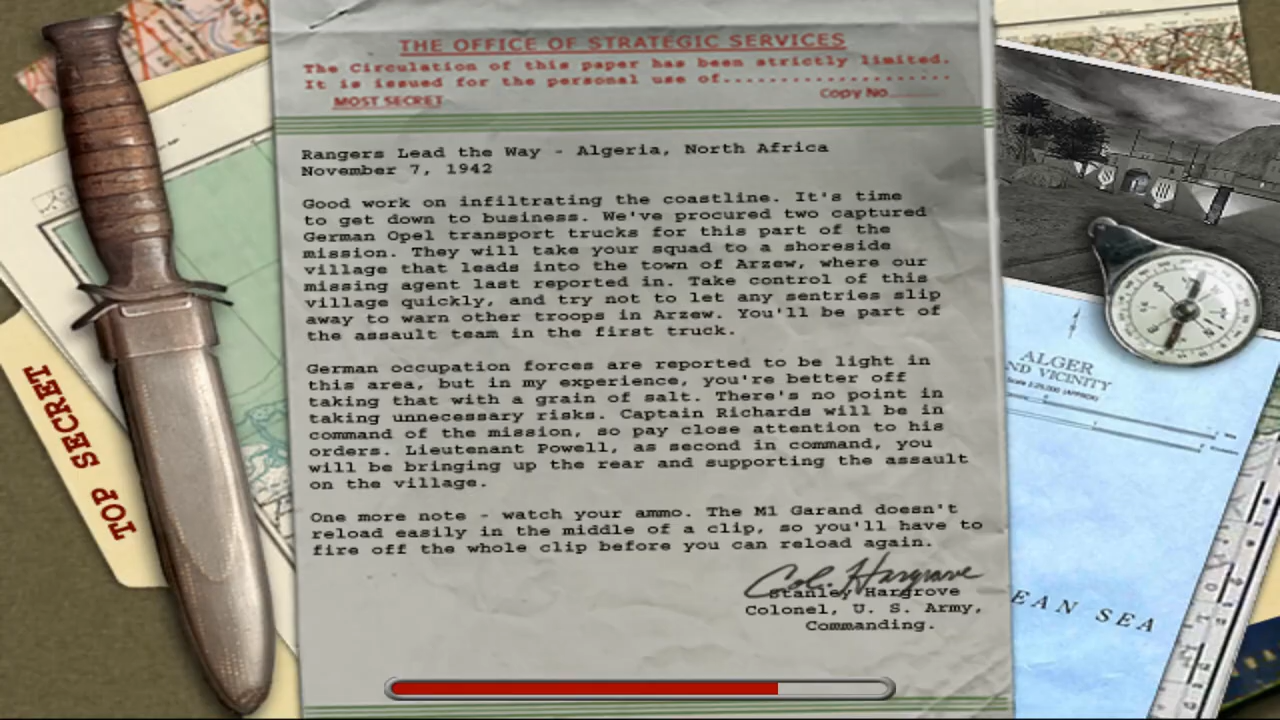 THE OFFICE OF STRATEGIC SERVICES
The Circulation of this paper has been strictly limited.
It is issued for the personal use of....................
MOST SECRET
Copy No.........
Rangers Lead the Way - Algeria, North Africa
November 7, 1942
Good work on infiltrating the coastline. It's time
to get down to business. We've procured two captured
German Opel transport trucks for this part of the
mission. They will take your squad to a shoreside
village that leads into the town of Arzew, where our
missing agent last reported in. Take control of this
village quickly, and try not to let any sentries slip
away to warn other troops in Arzew. You'll be part of
the assault team in the first truck.
German occupation forces are reported to be light in
this area, but in my experience, you're better off
taking that with a grain of salt. There's no point in
taking unnecessary risks. Captain Richards will be in
command of the mission, so pay close attention to his
orders. Lieutenant Powell, as second in command, you
will be bringing up the rear and supporting the assault
on the village.
One more note - watch your ammo. The M1 Garand doesn't
reload easily in the middle of a clip, so you'll have to
fire off the whole clip before you can reload again.
Col. Hargrave
Stanley Hargrove
Colonel, U. S. Army,
Commanding.
TOP SECRET
ALGER
ND VICINITY
EAN SEA